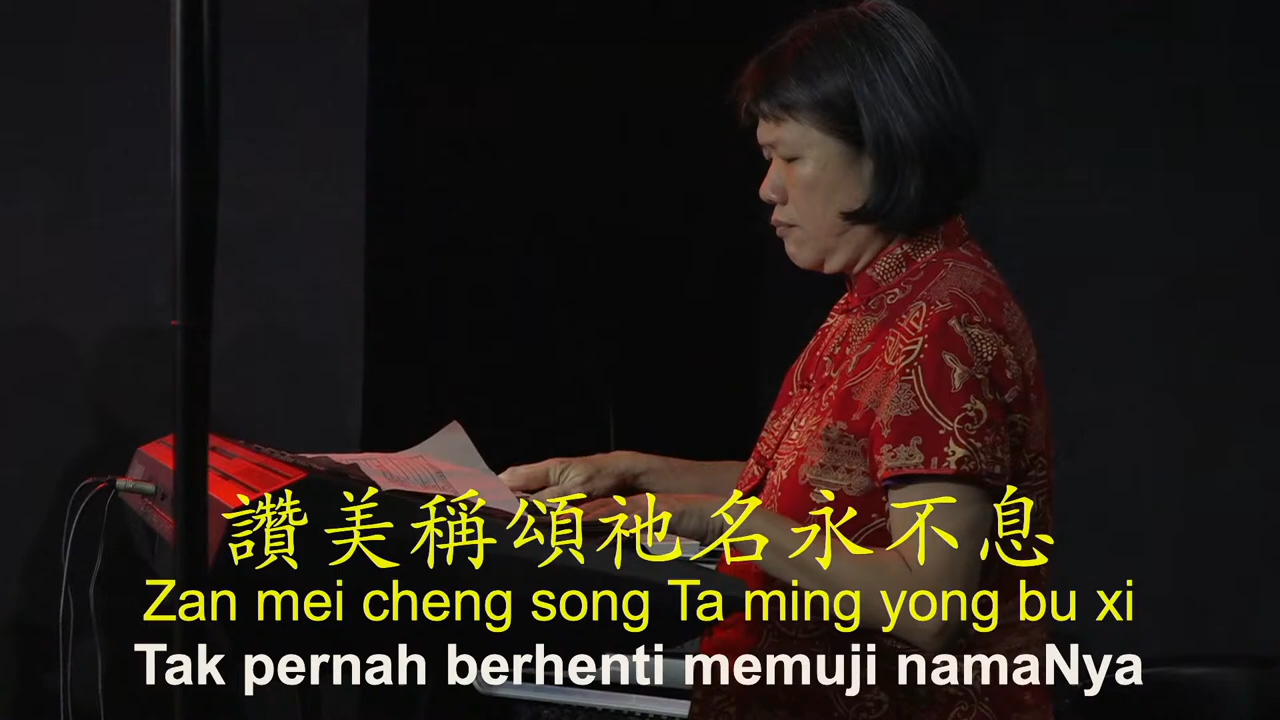 讚美稱頌祂名永不息
Zan mei cheng song Ta ming yong bu xi
Tak pernah berhenti memuji namaNya